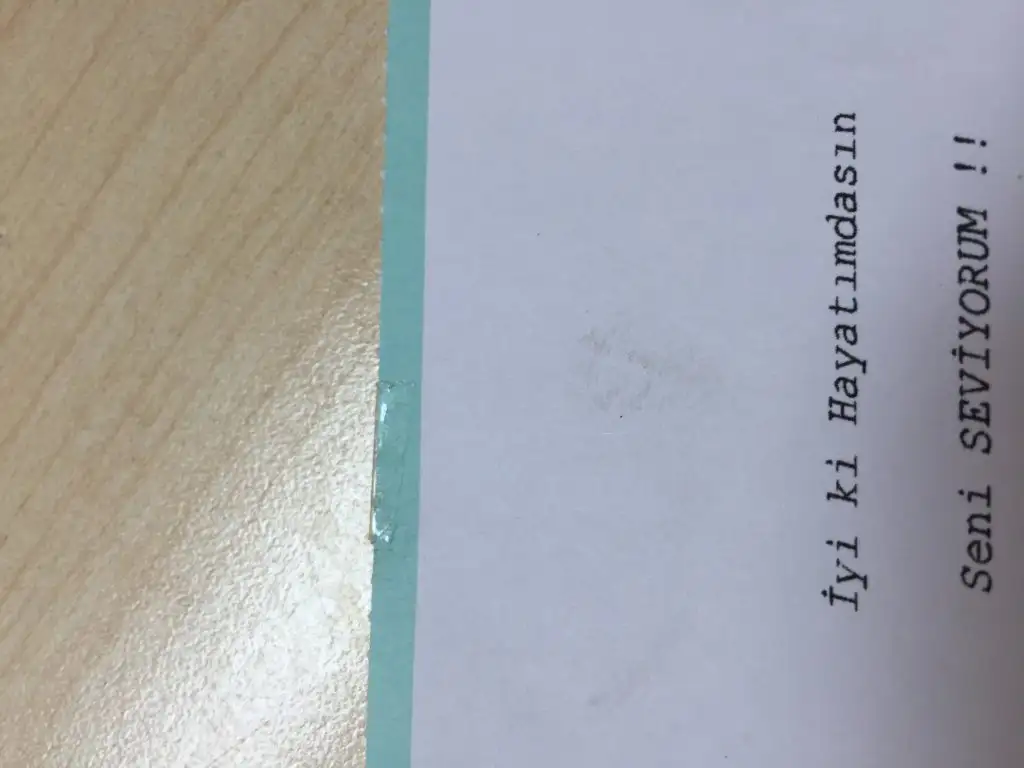 İyi ki Hayatımdasın
Seni SEVİYORUM !!